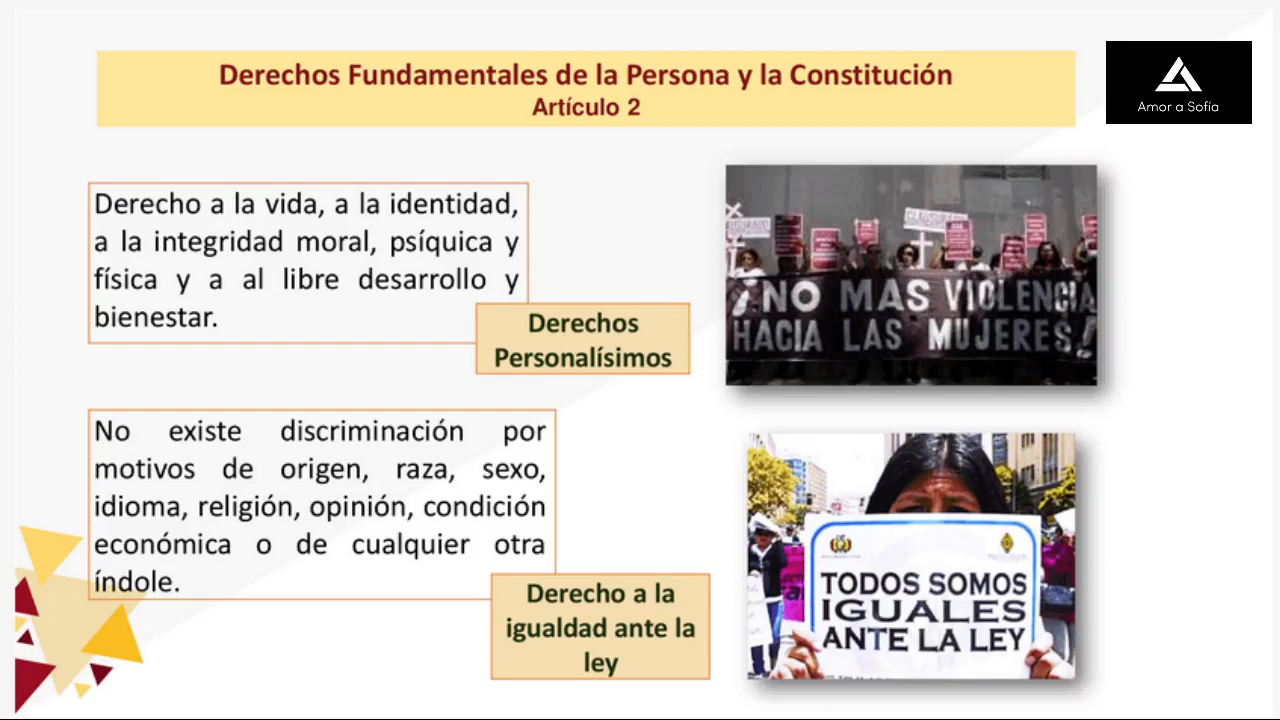 Derechos Fundamentales de la Persona y la Constitución
Artículo 2
Amor a Sofía
Derecho a la vida, a la identidad,
a la integridad moral, psíquica y
física y a al libre desarrollo y
bienestar.
Derechos
Personalísimos
¡NO MAS VIOLENCIA
HACIA LAS MUJERES!
No existe discriminación por
motivos de origen, raza, sexo,
idioma, religión, opinión, condición
económica o de cualquier otra
índole.
Derecho a la
igualdad ante la
ley
TODOS SOMOS
IGUALES
ANTE LA LEY